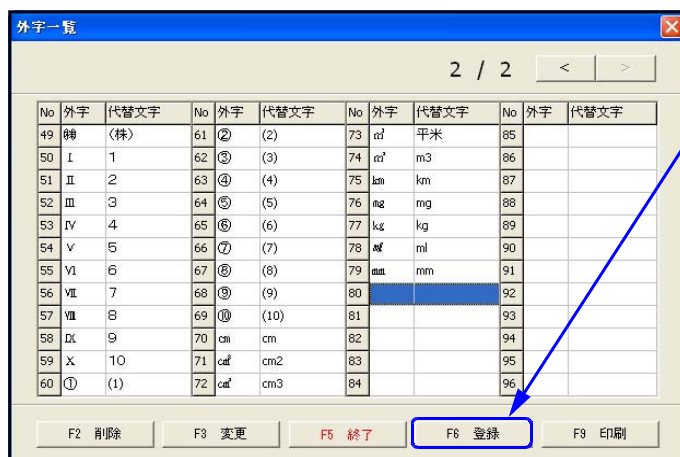 外字一覧
2 / 2 < >
No 外字 代替文字 No 外字 代替文字 No 外字 代替文字 No 外字 代替文字
49 ㈱ (株) 61 ② (2) 73 ㎡ 平米 85
50 Ⅰ 1 62 ③ (3) 74 ㎥ m3 86
51 Ⅱ 2 63 ④ (4) 75 ㎞ km 87
52 Ⅲ 3 64 ⑤ (5) 76 ㎎ mg 88
53 Ⅳ 4 65 ⑥ (6) 77 ㎏ kg 89
54 Ⅴ 5 66 ⑦ (7) 78 ㎖ ml 90
55 Ⅵ 6 67 ⑧ (8) 79 ㎜ mm 91
56 Ⅶ 7 68 ⑨ (9) 80 92
57 Ⅷ 8 69 ⑩ (10) 81 93
58 Ⅸ 9 70 ㎝ cm 82 94
59 Ⅹ 10 71 ㎠ cm2 83 95
60 ① (1) 72 ㎤ cm3 84 96
F2 削除 F3 変更 F5 終了 F6 登録 F9 印刷